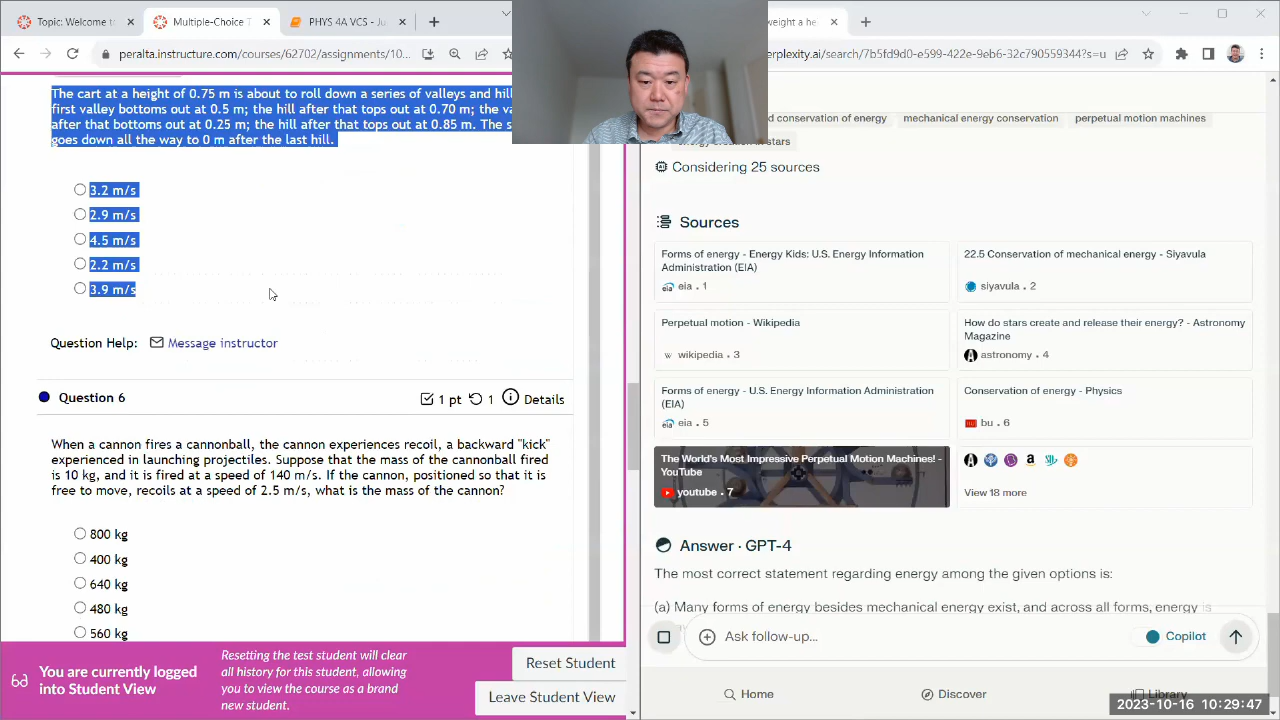 Topic: Welcome t
Multiple-Choice 7
PHYS 4A VCS - Ju
weight a he
peralta.instructure.com/courses/62702/assignments/10...
perplexity.ai/search/7b5fd9d0-e599-422e-9eb6-32c790559344?s=u
The cart at a height of 0.75 m is about to roll down a series of valleys and hill
first valley bottoms out at 0.5 m; the hill after that tops out at 0.70 m; the va
after that bottoms out at 0.25 m; the hill after that tops out at 0.85 m. The s
goes down all the way to 0 m after the last hill.
3.2 m/s
2.9 m/s
4.5 m/s
2.2 m/s
3.9 m/s
Question Help: Message instructor
Question 6
1 pt 1 Details
When a cannon fires a cannonball, the cannon experiences recoil, a backward "kick"
experienced in launching projectiles. Suppose that the mass of the cannonball fired
is 10 kg, and it is fired at a speed of 140 m/s. If the cannon, positioned so that it is
free to move, recoils at a speed of 2.5 m/s, what is the mass of the cannon?
800 kg
400 kg
640 kg
480 kg
560 kg
You are currently logged
into Student View
Resetting the test student will clear
all history for this student, allowing
you to view the course as a brand
new student.
Reset Student
Leave Student View
and conservation of energy
mechanical energy conservation
perpetual motion machines
energy creation in stars
Considering 25 sources
Sources
Forms of energy - Energy Kids: U.S. Energy Information
Administration (EIA)
eia . 1
22.5 Conservation of mechanical energy - Siyavula
siyavula . 2
Perpetual motion - Wikipedia
wikipedia . 3
How do stars create and release their energy? - Astronomy
Magazine
astronomy . 4
Forms of energy - U.S. Energy Information Administration
(EIA)
eia . 5
Conservation of energy - Physics
bu . 6
The World's Most Impressive Perpetual Motion Machines! -
YouTube
youtube . 7
View 18 more
Answer · GPT-4
The most correct statement regarding energy among the given options is:
(a) Many forms of energy besides mechanical energy exist, and across all forms, energy is
Ask follow-up...
Copilot
Home
Discover
Library
2023-10-16 10:29:47